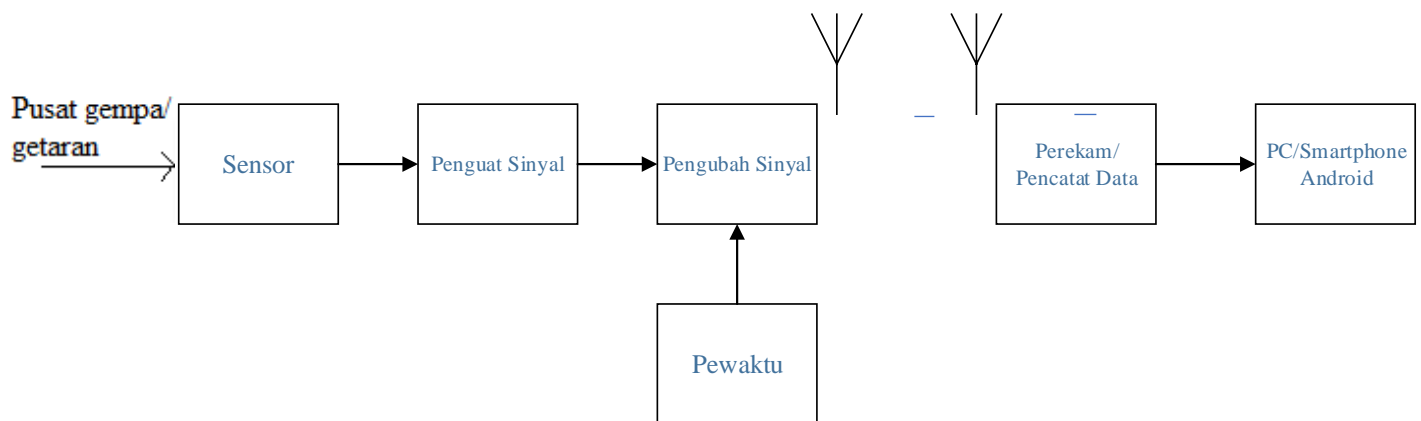 Pusat gempa/
getaran
Sensor
Penguat Sinyal
Pengubah Sinyal
Perekam/
Pencatat Data
PC/Smartphone
Android
Pewaktu